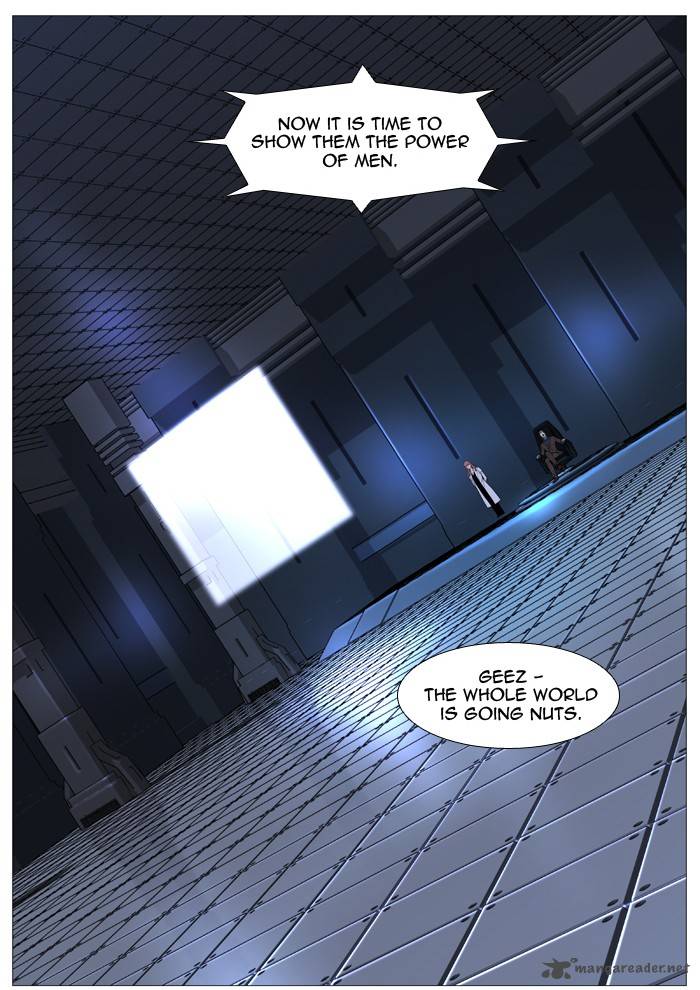 NOW IT IS TIME TO
SHOW THEM THE POWER
OF MEN.
GEEZ -
THE WHOLE WORLD
IS GOING NUTS.
mangareader.net